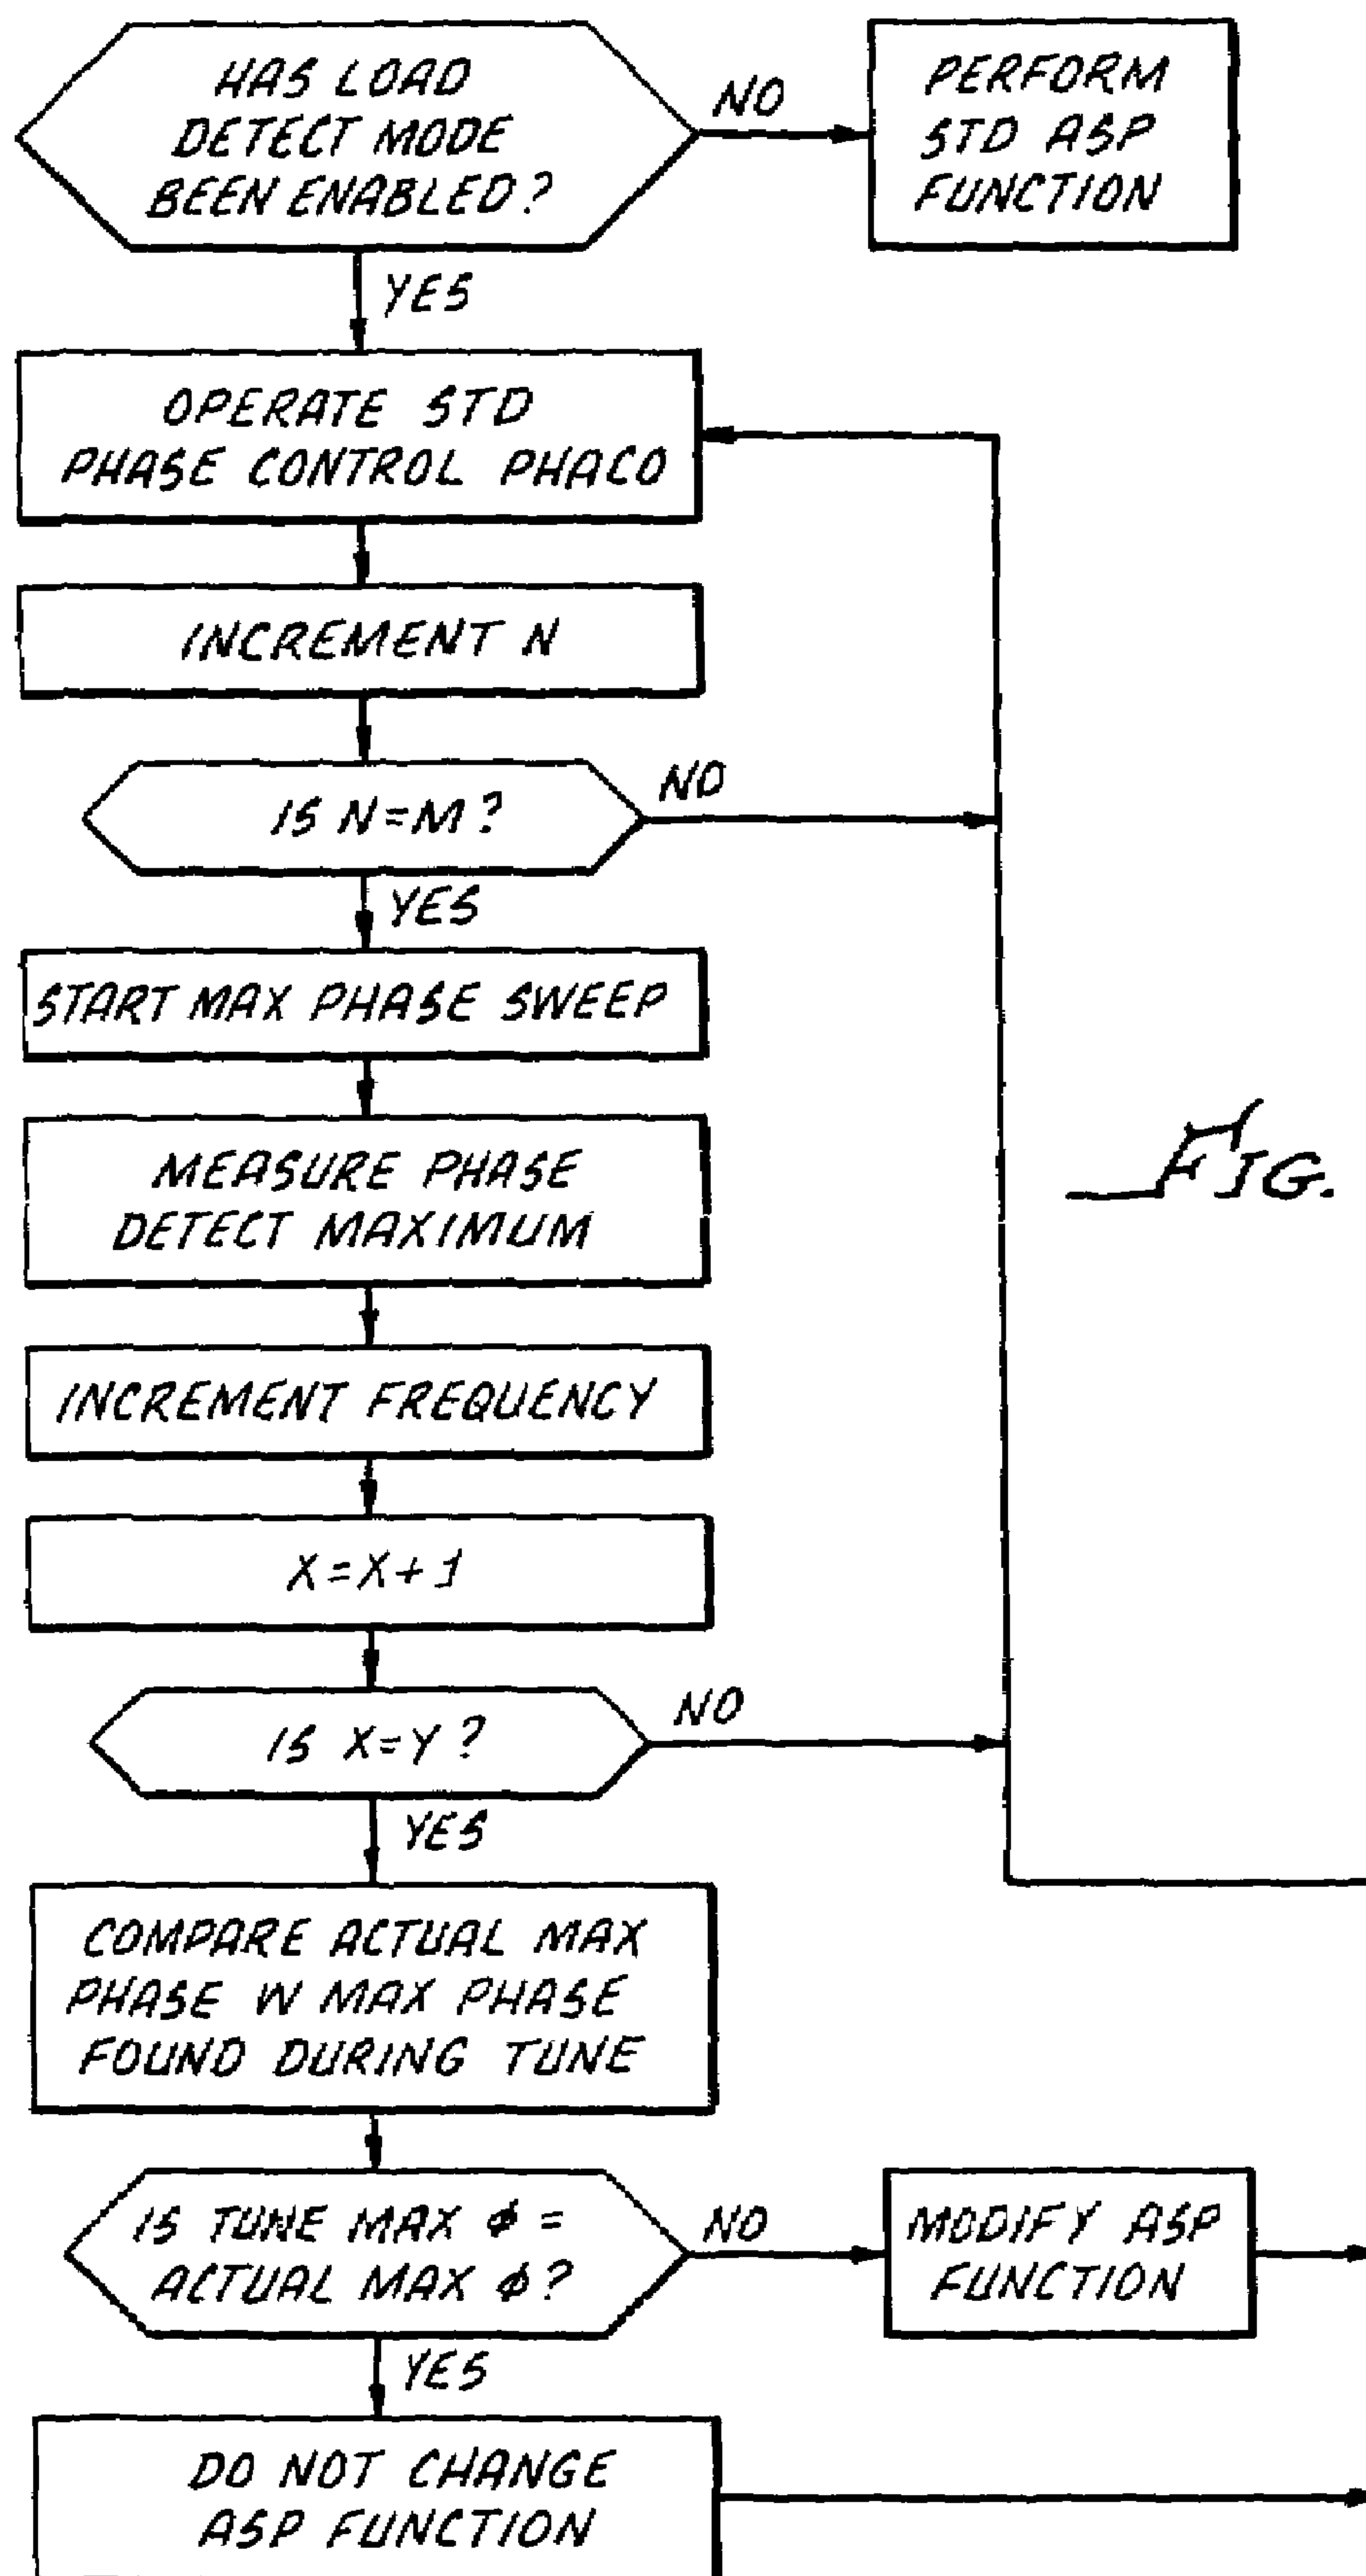 HAS LOAD
DETECT MODE
BEEN ENABLED?
NO
PERFORM
STD ASP
FUNCTION
YES
OPERATE STD
PHASE CONTROL PHACO
INCREMENT N
IS N=M?
NO
YES
START MAX PHASE SWEEP
MEASURE PHASE
DETECT MAXIMUM
FIG.
INCREMENT FREQUENCY
X=X+1
IS X=Y?
NO
YES
COMPARE ACTUAL MAX
PHASE W MAX PHASE
FOUND DURING TUNE
IS TUNE MAX ϕ =
ACTUAL MAX ϕ?
NO
MODIFY ASP
FUNCTION
YES
DO NOT CHANGE
ASP FUNCTION